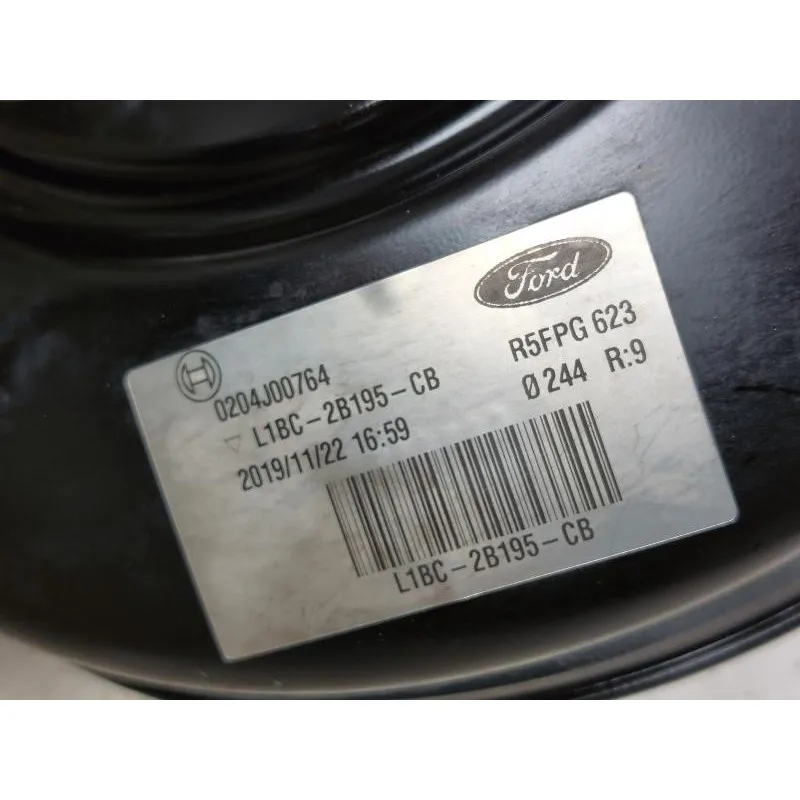 Ford
R5FPG 623
Ø 244 R:9
0204J00764
L1BC-2B195-CB
2019/11/22 16:59
L1BC-2B195-CB